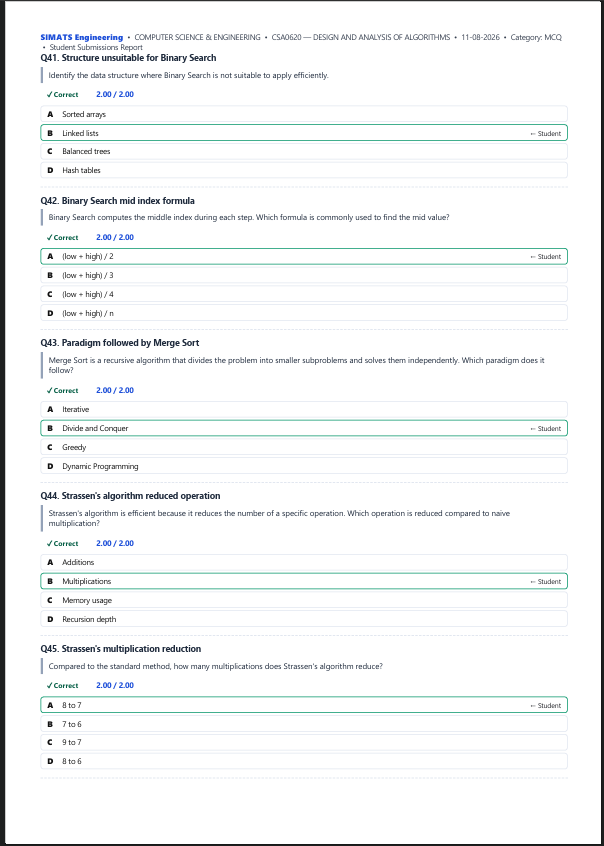 SIMATS Engineering • COMPUTER SCIENCE & ENGINEERING • CSA0620 — DESIGN AND ANALYSIS OF ALGORITHMS • 11-08-2026 • Category: MCQ
• Student Submissions Report
Q41. Structure unsuitable for Binary Search
Identify the data structure where Binary Search is not suitable to apply efficiently.
✓ Correct 2.00 / 2.00
A Sorted arrays
B Linked lists ← Student
C Balanced trees
D Hash tables
Q42. Binary Search mid index formula
Binary Search computes the middle index during each step. Which formula is commonly used to find the mid value?
✓ Correct 2.00 / 2.00
A (low + high) / 2 ← Student
B (low + high) / 3
C (low + high) / 4
D (low + high) / n
Q43. Paradigm followed by Merge Sort
Merge Sort is a recursive algorithm that divides the problem into smaller subproblems and solves them independently. Which paradigm does it
follow?
✓ Correct 2.00 / 2.00
A Iterative
B Divide and Conquer ← Student
C Greedy
D Dynamic Programming
Q44. Strassen's algorithm reduced operation
Strassen's algorithm is efficient because it reduces the number of a specific operation. Which operation is reduced compared to naive
multiplication?
✓ Correct 2.00 / 2.00
A Additions
B Multiplications ← Student
C Memory usage
D Recursion depth
Q45. Strassen's multiplication reduction
Compared to the standard method, how many multiplications does Strassen's algorithm reduce?
✓ Correct 2.00 / 2.00
A 8 to 7 ← Student
B 7 to 6
C 9 to 7
D 8 to 6